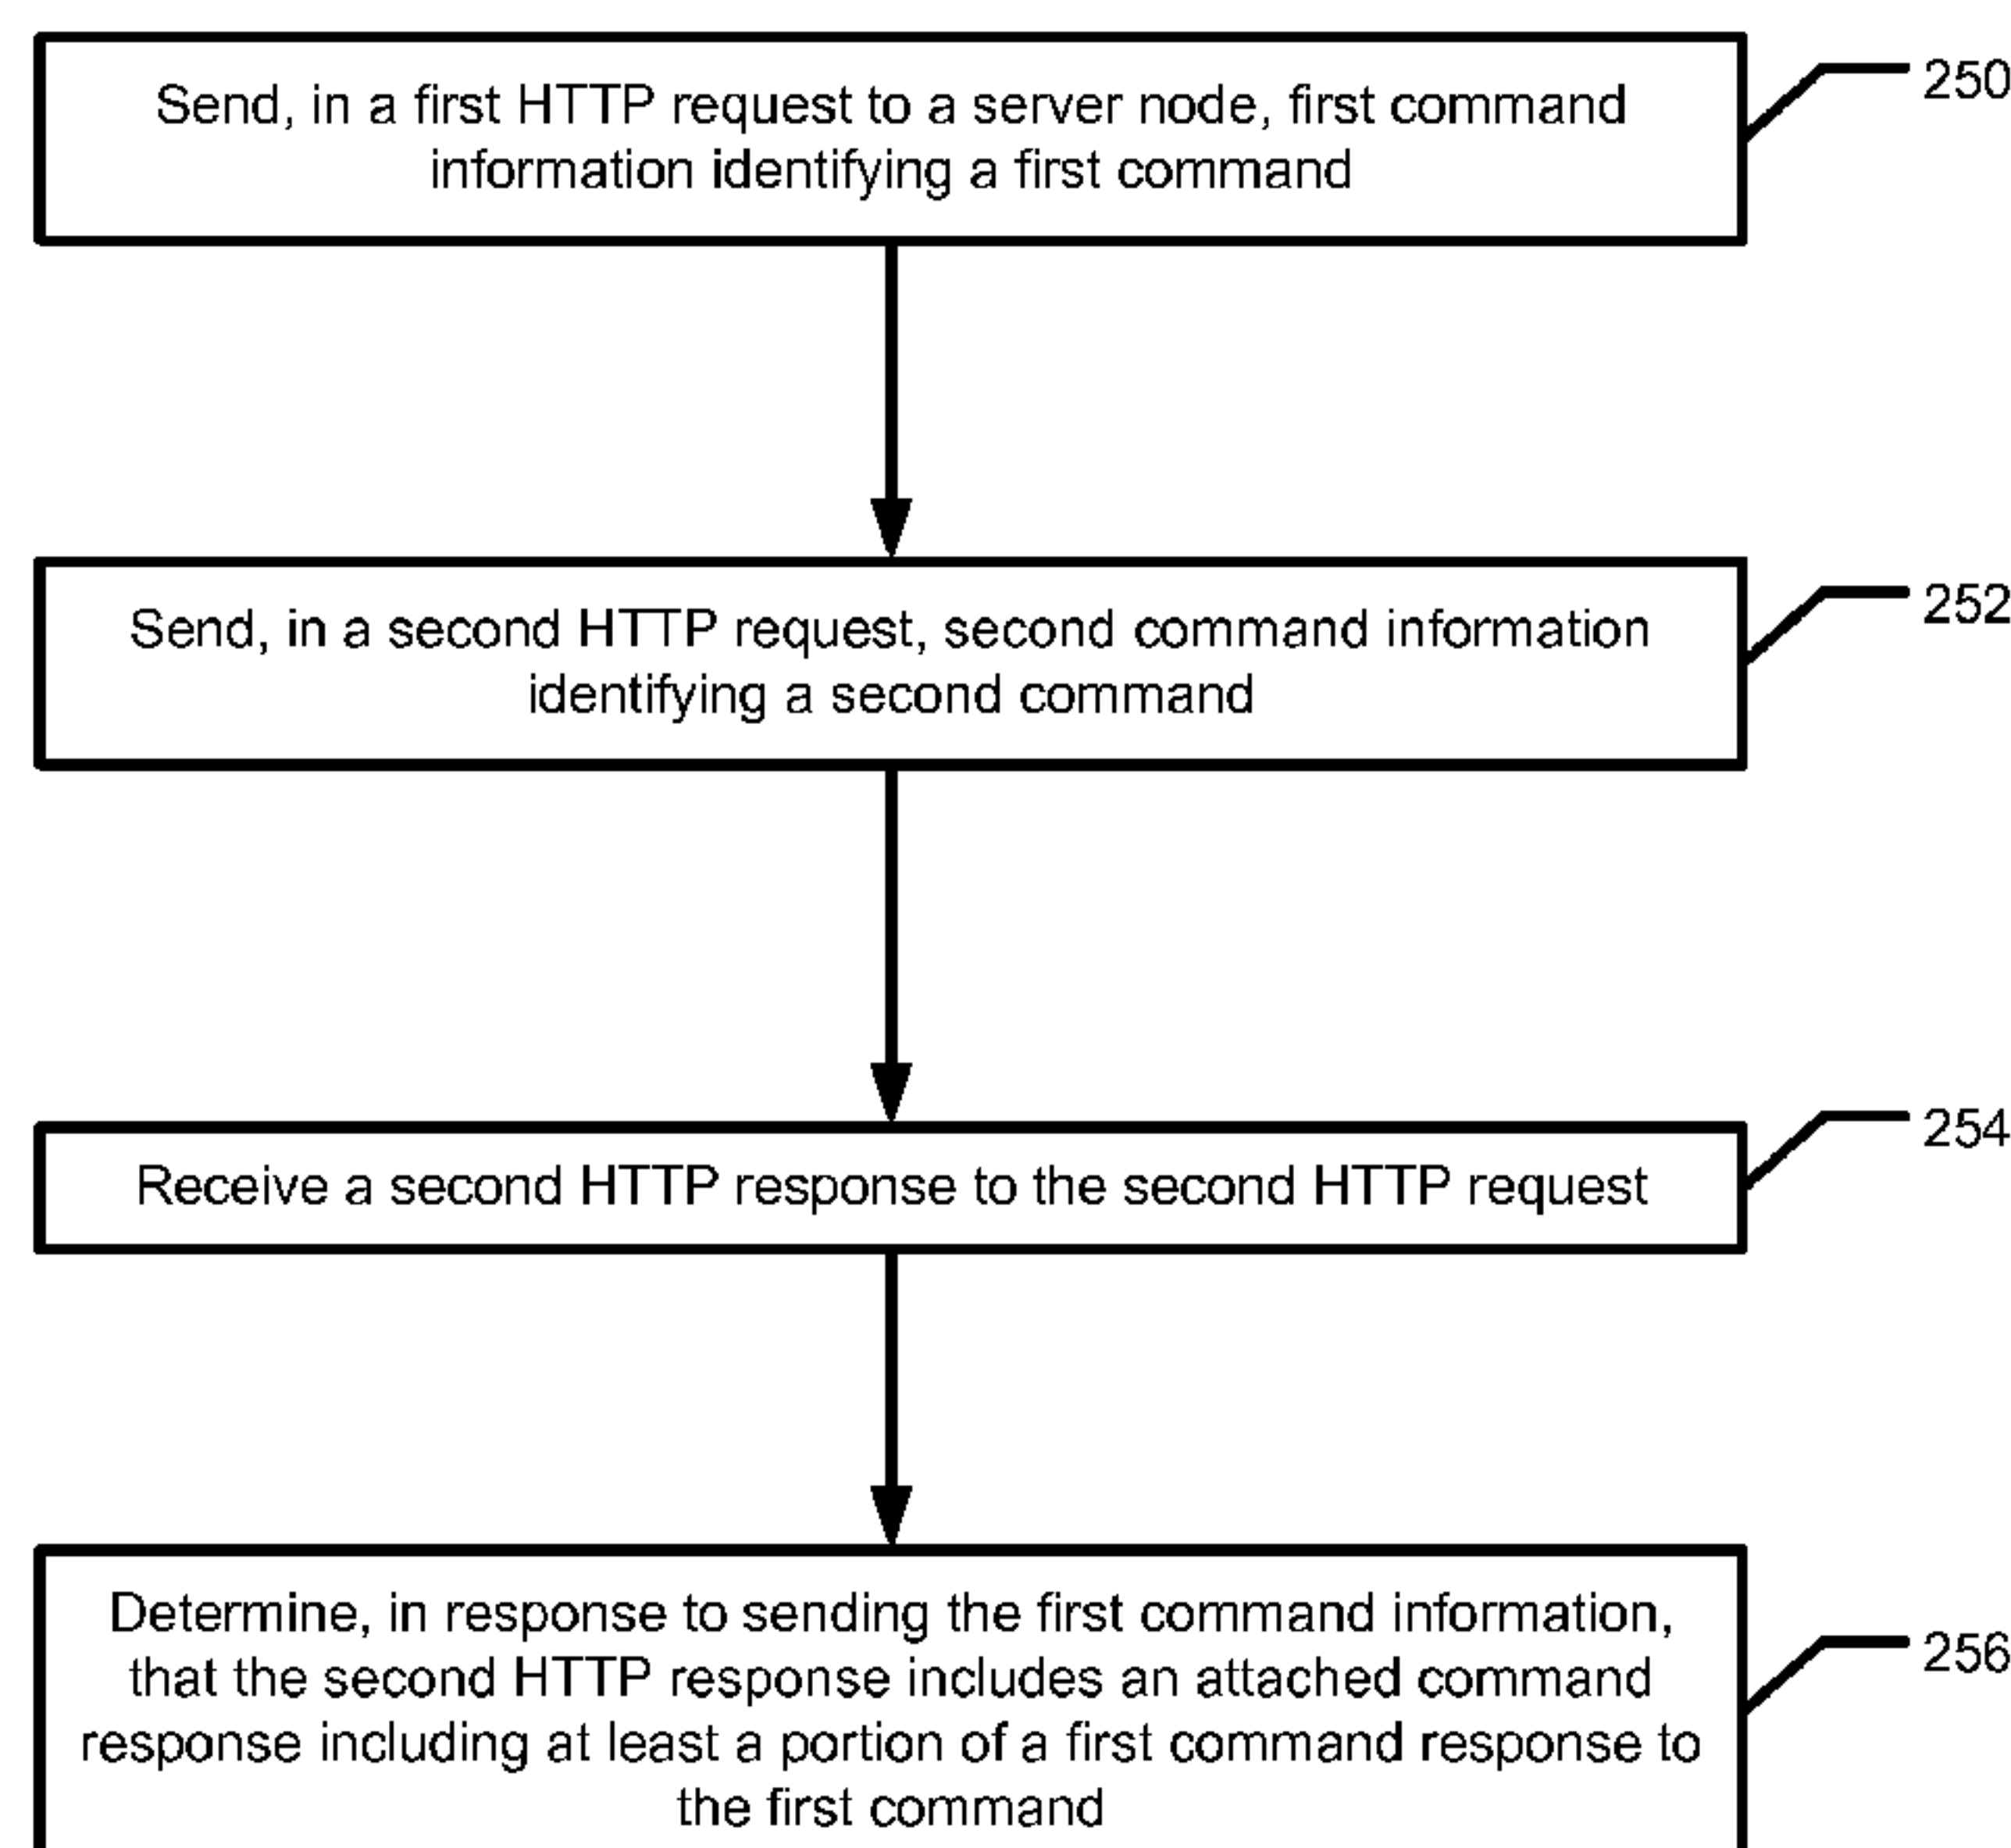 Send, in a first HTTP request to a server node, first command
information identifying a first command
250
Send, in a second HTTP request, second command information
identifying a second command
252
Receive a second HTTP response to the second HTTP request
254
Determine, in response to sending the first command information,
that the second HTTP response includes an attached command
response including at least a portion of a first command response to
the first command
256